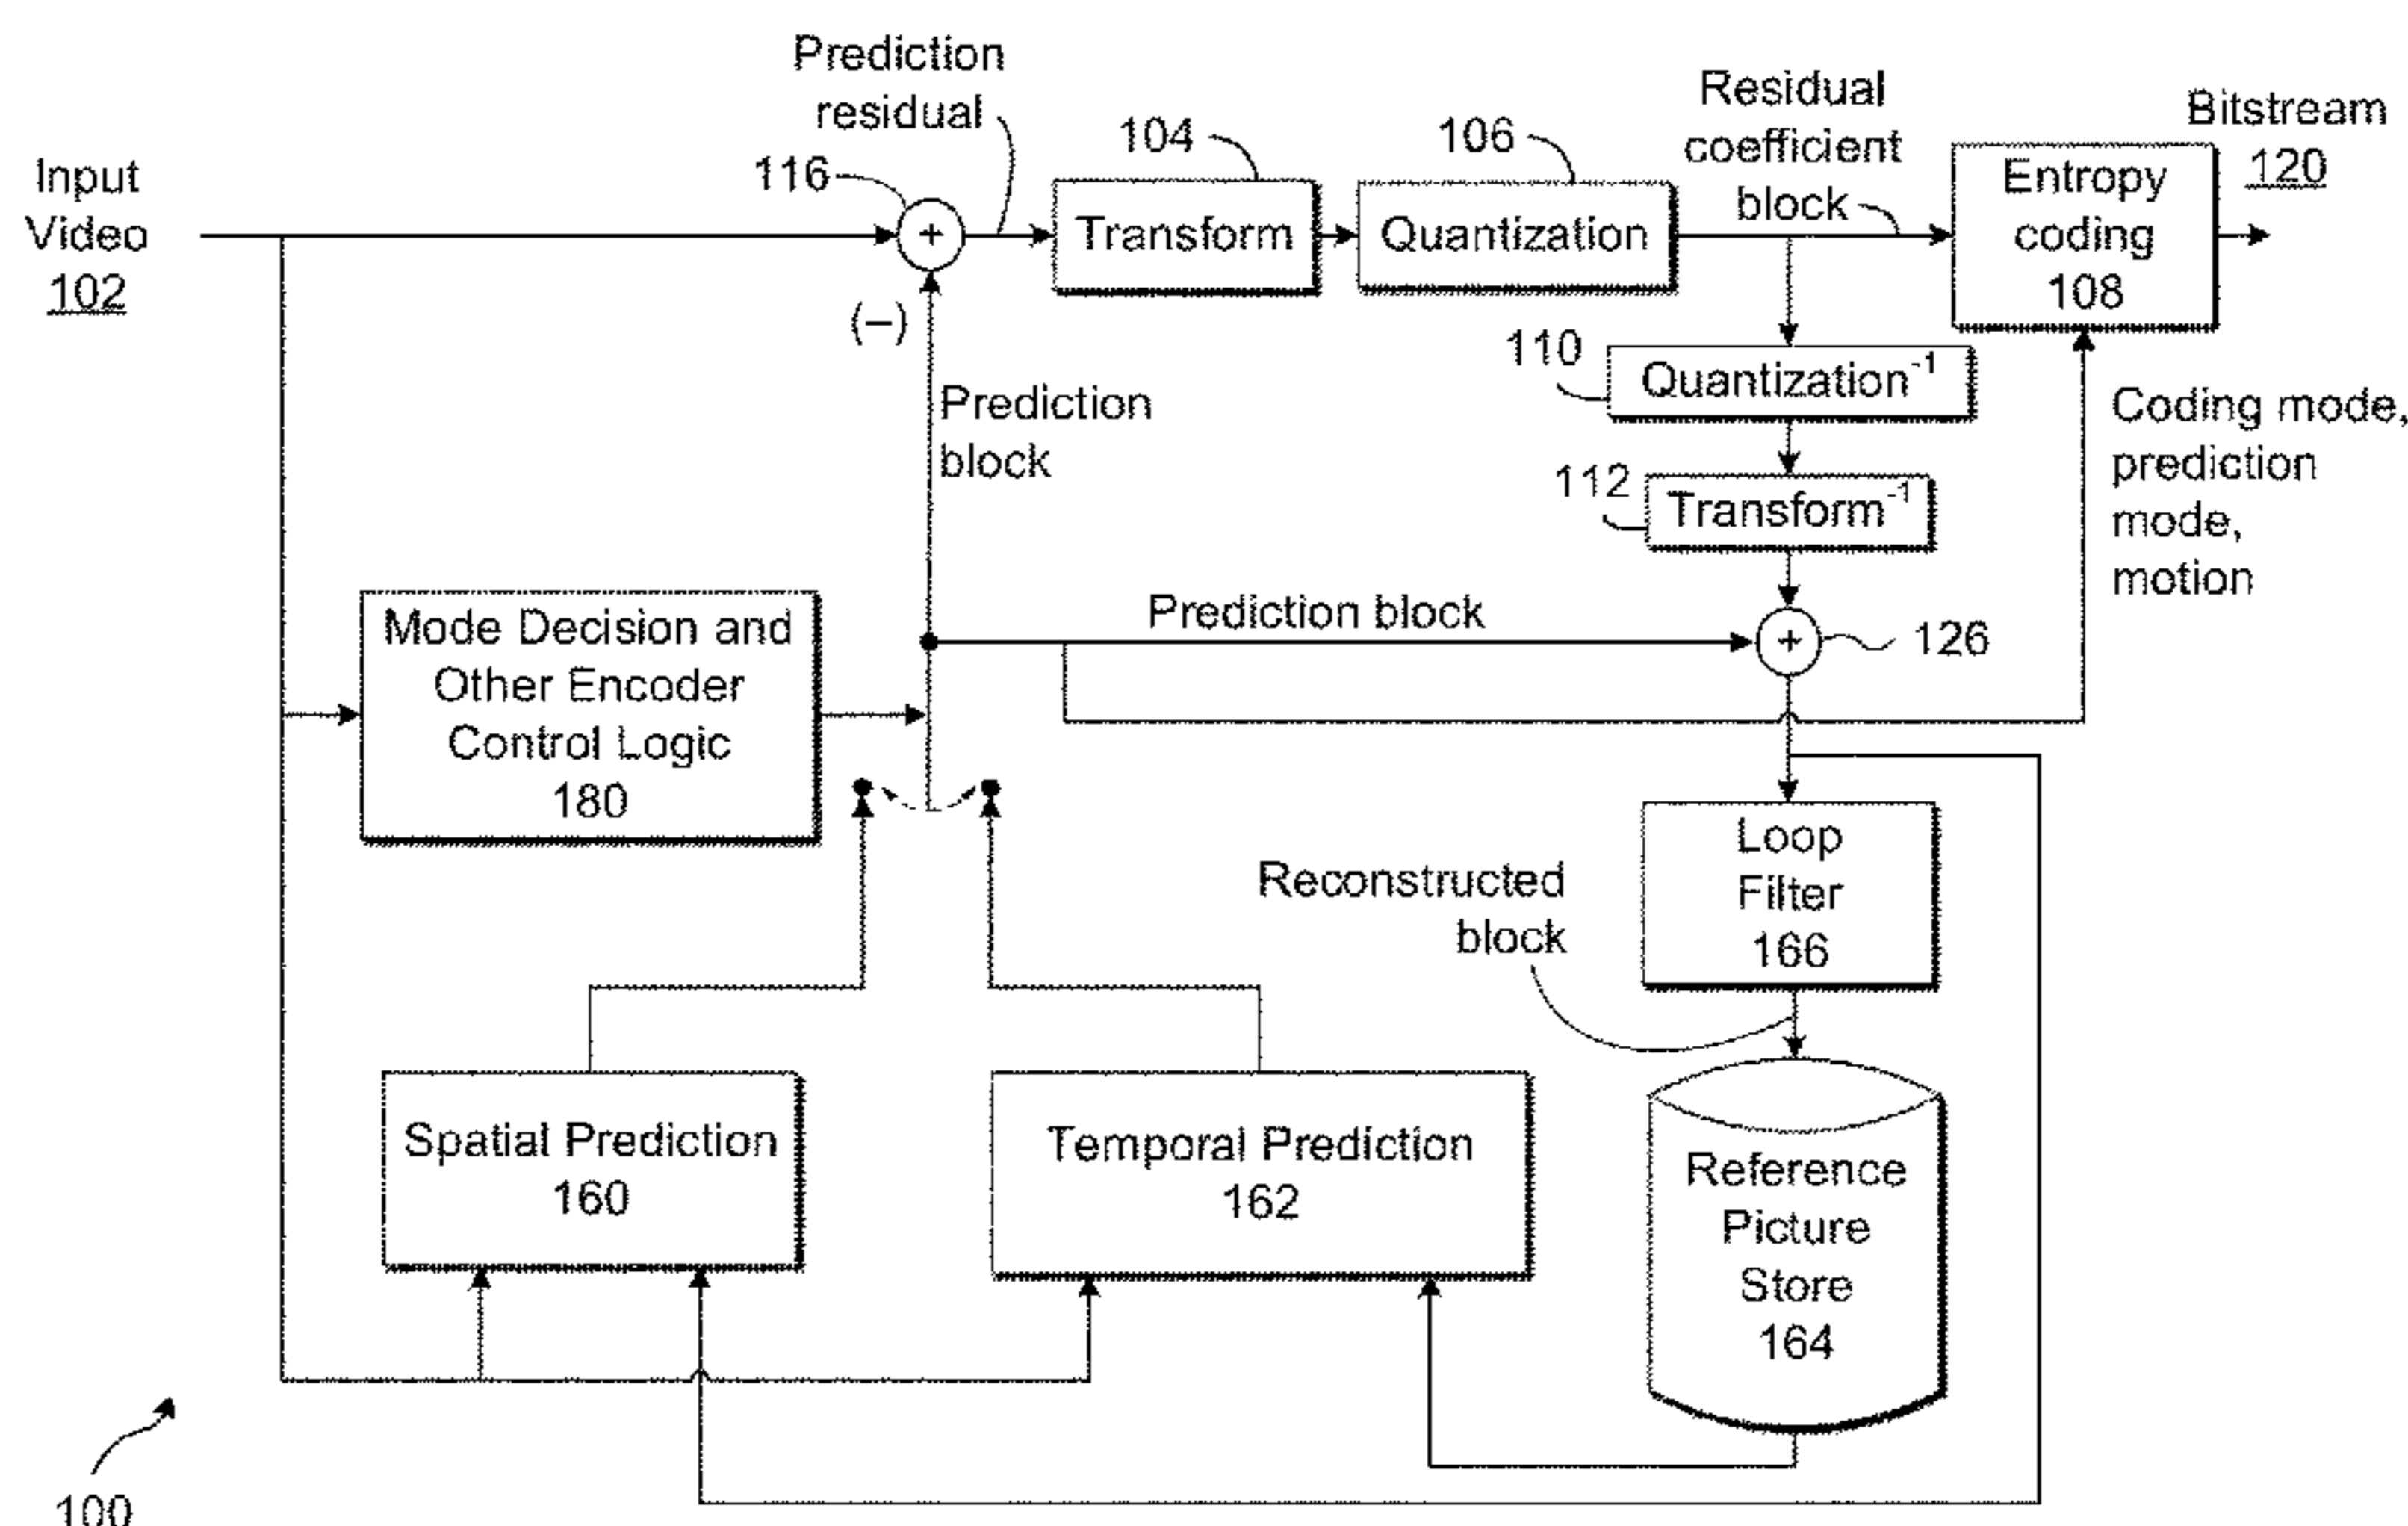 Prediction
residual
Input
Video
102
116
(–)
104
Transform
106
Quantization
Residual
coefficient
block
Entropy
coding
108
Bitstream
120
110
Quantization-1
112
Transform-1
Coding mode,
prediction
mode,
motion
Prediction
block
Prediction block
+
+
126
Mode Decision and
Other Encoder
Control Logic
180
Loop
Filter
166
Reconstructed
block
Spatial Prediction
160
Temporal Prediction
162
Reference
Picture
Store
164
100